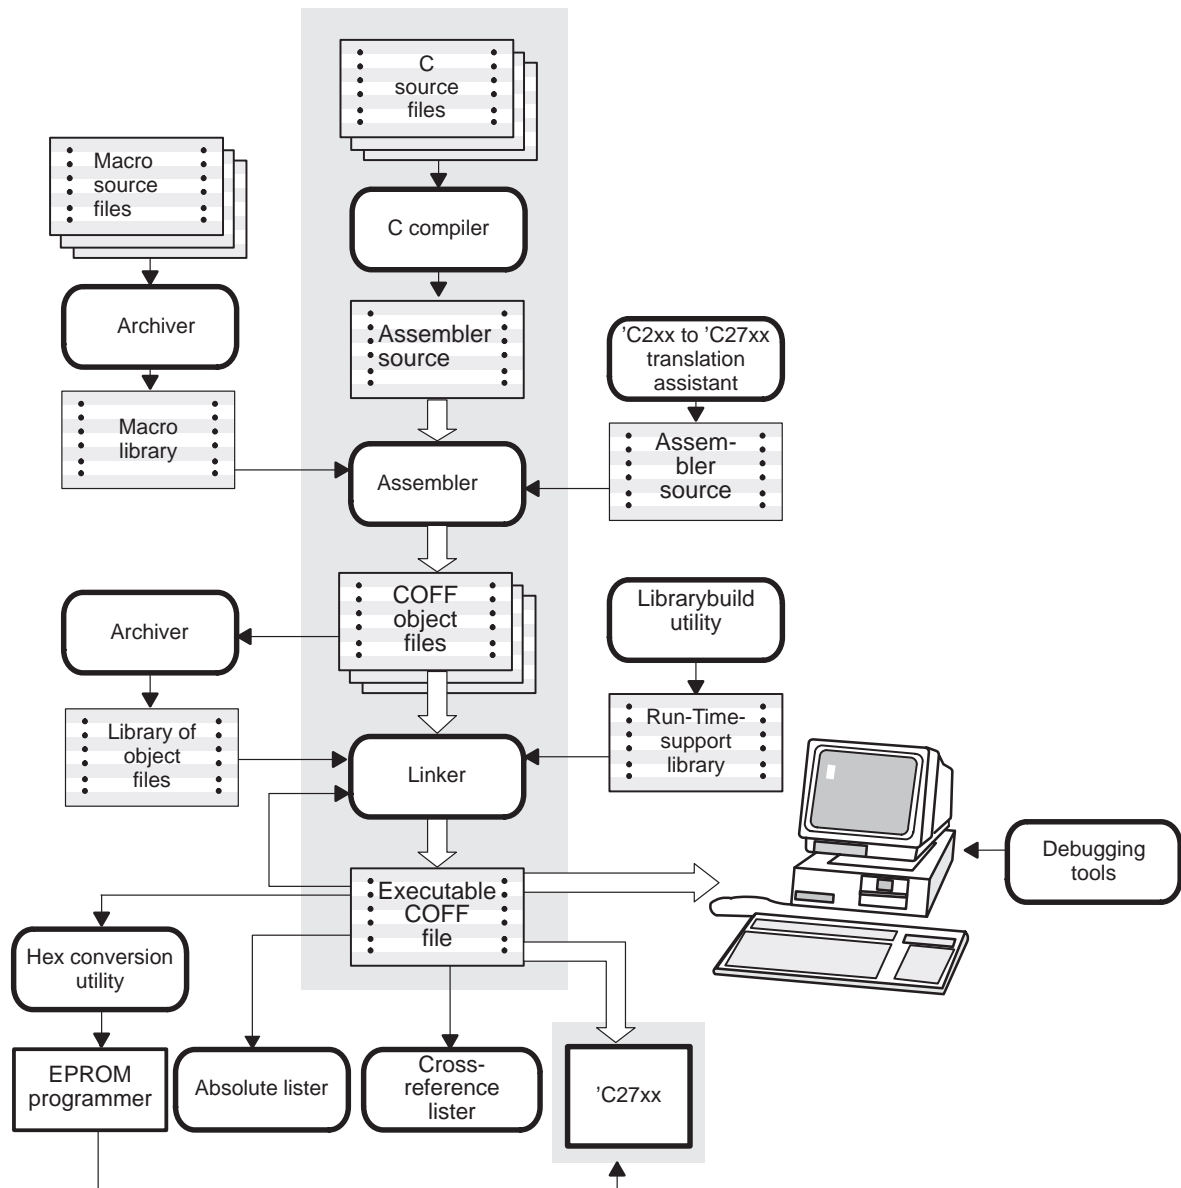 C
source
files
Macro
source
files
C compiler
Archiver
Assembler
source
'C2xx to 'C27xx
translation
assistant
Macro
library
Assem-
bler
source
Assembler
COFF
object
files
Librarybuild
utility
Archiver
Library of
object
files
Run-Time-
support
library
Linker
Debugging
tools
Executable
COFF
file
Hex conversion
utility
EPROM
programmer
Absolute lister
Cross-
reference
lister
'C27xx